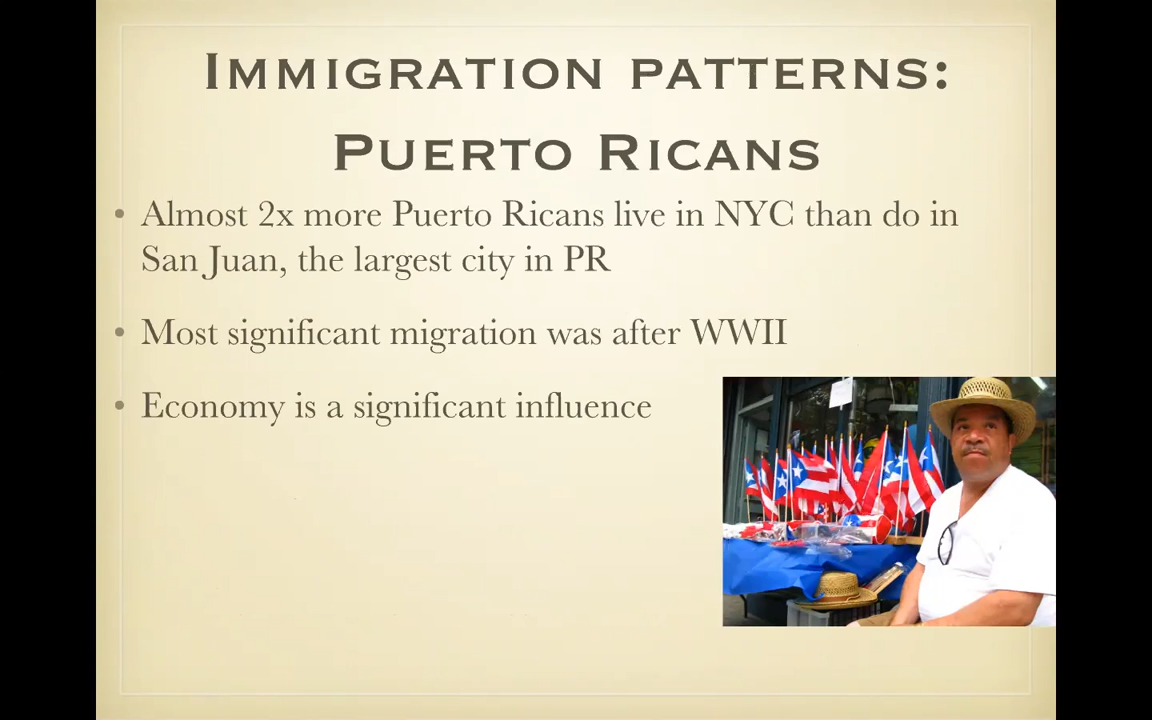 Immigration patterns:
Puerto Ricans
• Almost 2x more Puerto Ricans live in NYC than do in
San Juan, the largest city in PR
• Most significant migration was after WWII
• Economy is a significant influence